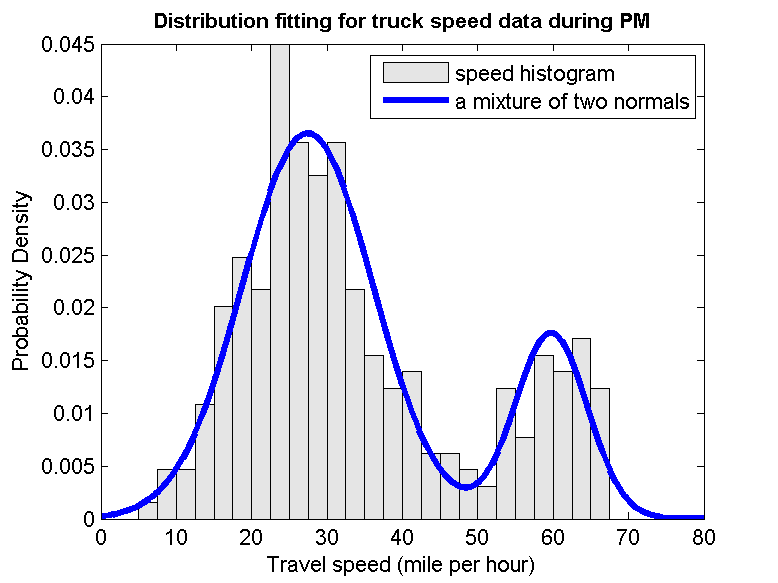 Distribution fitting for truck speed data during PM
speed histogram
a mixture of two normals
Probability Density
0.045
0.04
0.035
0.03
0.025
0.02
0.015
0.01
0.005
0
0 10 20 30 40 50 60 70 80
Travel speed (mile per hour)